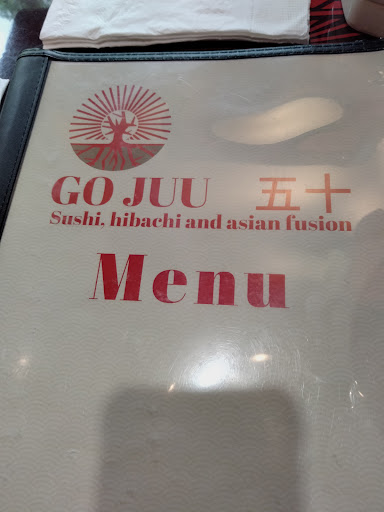 GO JUU 五十
Sushi, hibachi and asian fusion
Menu